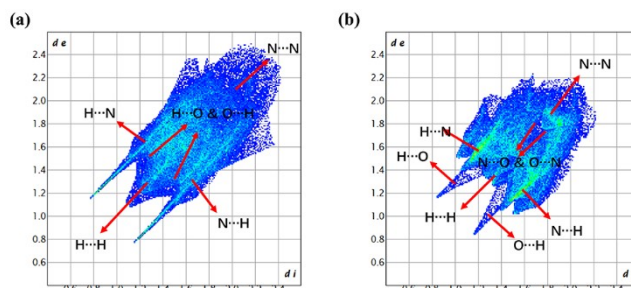 (a)
d e
2.4
2.2
2.0
1.8
1.6
1.4
1.2
1.0
0.8
0.6
N···N
H···N
H···O & O···H
H···H
N···H
d i
(b)
d e
2.4
2.2
2.0
1.8
1.6
1.4
1.2
1.0
0.8
0.6
N···N
H···N
H···O
N···O & O···N
H···H
N···H
O···H
d